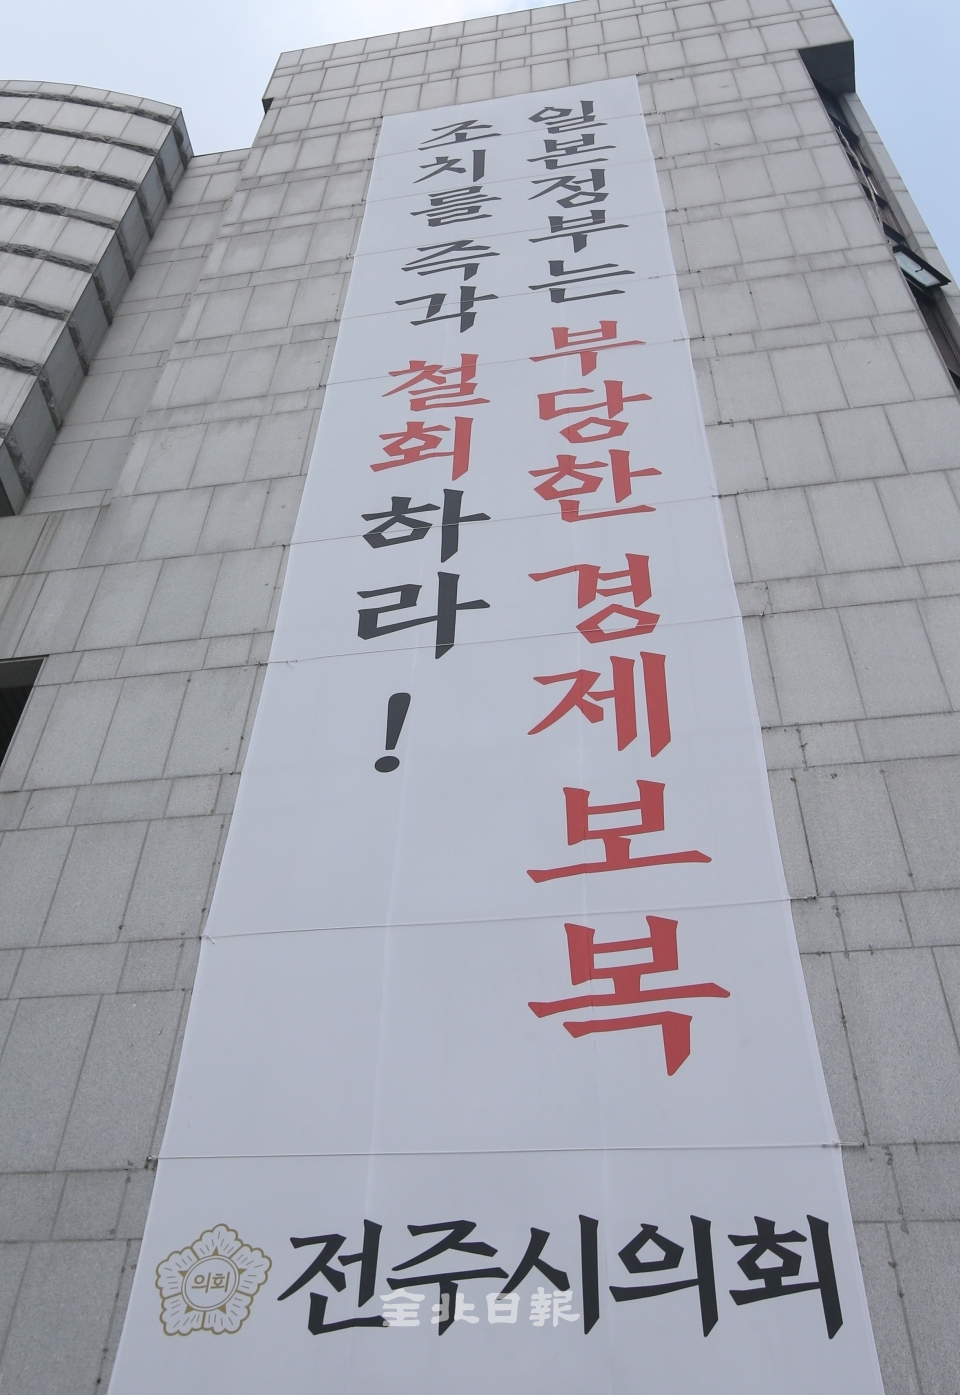 일본정부는 부당한 경제보복
조치를 즉각 철회하라!
의회
전주시의회
全北日報